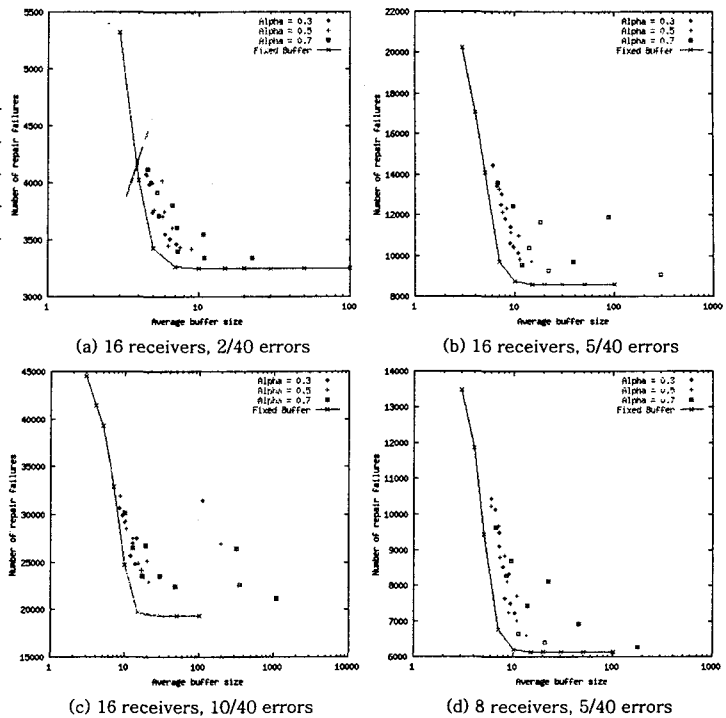 5500
5000
4500
4000
3500
3000
1
10
100
Number of repair failures
Average buffer size
Alpha = 0.3
Alpha = 0.5
Alpha = 0.7
Fixed Buffer
(a) 16 receivers, 2/40 errors
22000
20000
18000
16000
14000
12000
10000
8000
1
10
100
1000
Number of repair failures
Average buffer size
Alpha = 0.3
Alpha = 0.5
Alpha = 0.7
Fixed Buffer
(b) 16 receivers, 5/40 errors
45000
40000
35000
30000
25000
20000
15000
1
10
100
1000
10000
Number of repair failures
Average buffer size
Alpha = 0.3
Alpha = 0.5
Alpha = 0.7
Fixed Buffer
(c) 16 receivers, 10/40 errors
14000
13000
12000
11000
10000
9000
8000
7000
6000
1
10
100
1000
Number of repair failures
Average buffer size
Alpha = 0.3
Alpha = 0.5
Alpha = 0.7
Fixed Buffer
(d) 8 receivers, 5/40 errors